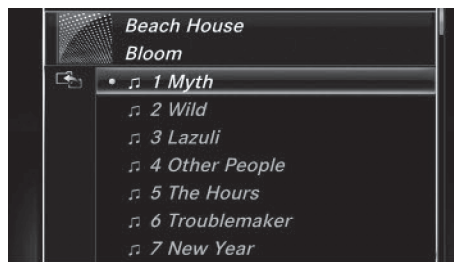 Beach House
Bloom
1 Myth
2 Wild
3 Lazuli
4 Other People
5 The Hours
6 Troublemaker
7 New Year